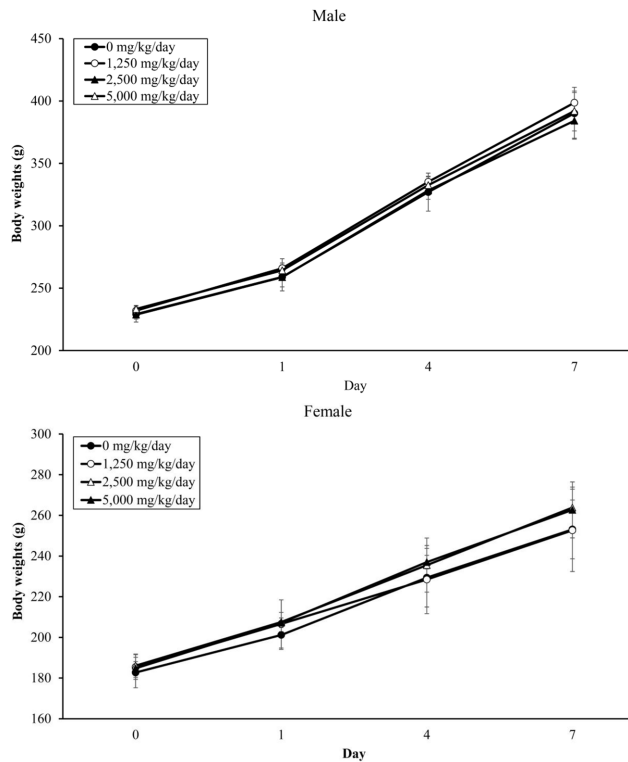 Male
450
400
350
300
250
200
Body weights (g)
0 mg/kg/day
1,250 mg/kg/day
2,500 mg/kg/day
5,000 mg/kg/day
0 1 4 7
Day
Female
300
280
260
240
220
200
180
160
Body weights (g)
0 mg/kg/day
1,250 mg/kg/day
2,500 mg/kg/day
5,000 mg/kg/day
0 1 4 7
Day